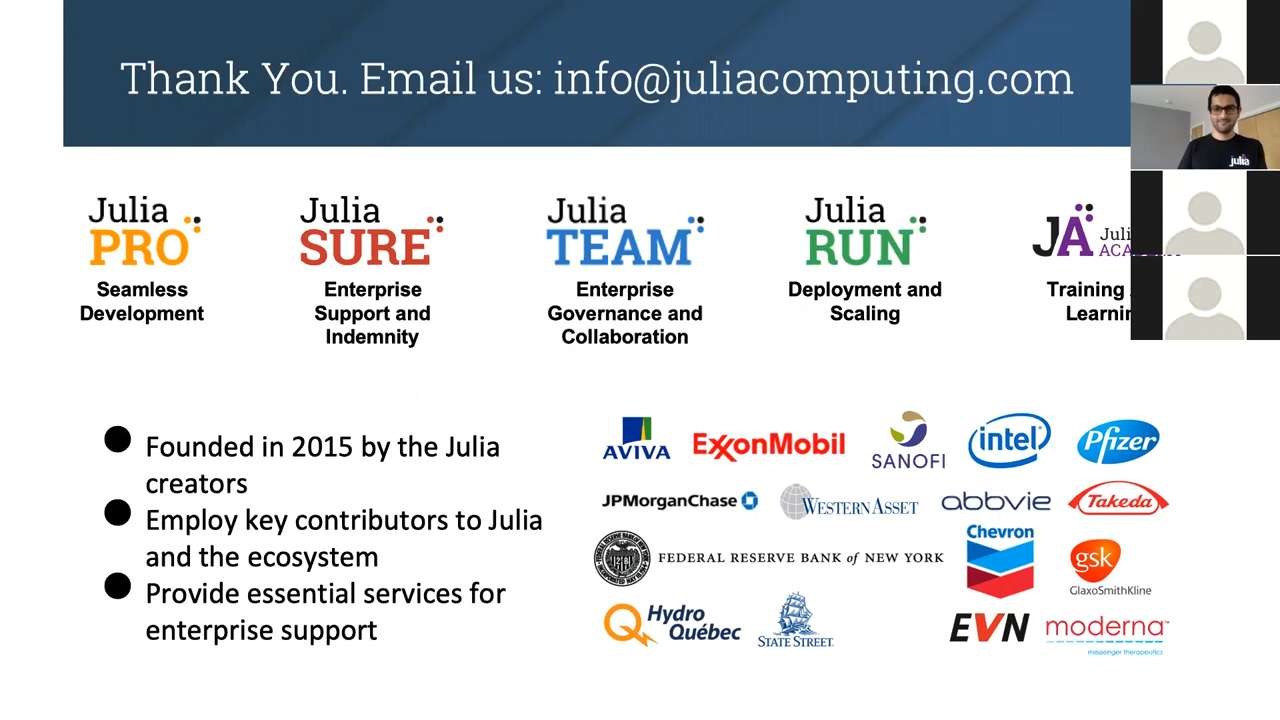 Thank You. Email us: info@juliacomputing.com
julia
Julia
PRO
Seamless
Development
Julia
SURE
Enterprise
Support and
Indemnity
Julia
TEAM
Enterprise
Governance and
Collaboration
Julia
RUN
Deployment and
Scaling
JA
Training
Founded in 2015 by the Julia
creators
Employ key contributors to Julia
and the ecosystem
Provide essential services for
enterprise support
AVIVA
ExxonMobil
SANOFI
intel
Pfizer
JPMorganChase
WESTERN ASSET
abbvie
Takeda
FEDERAL RESERVE BANK of NEW YORK
Chevron
gsk
GlaxoSmithKline
Hydro
Québec
STATE STREET
EVN
moderna
messenger therapeutics